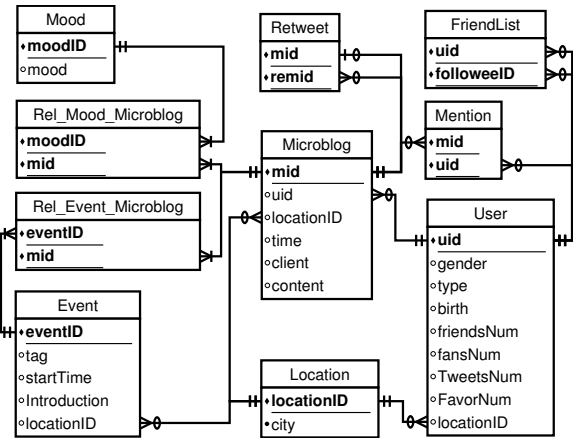 Mood
moodID
mood
Retweet
mid
remid
FriendList
uid
followeeID
Rel_Mood_Microblog
moodID
mid
Microblog
mid
uid
locationID
time
client
content
Mention
mid
uid
Rel_Event_Microblog
eventID
mid
User
uid
gender
type
birth
friendsNum
fansNum
TweetsNum
FavorNum
locationID
Event
eventID
tag
startTime
Introduction
locationID
Location
locationID
city